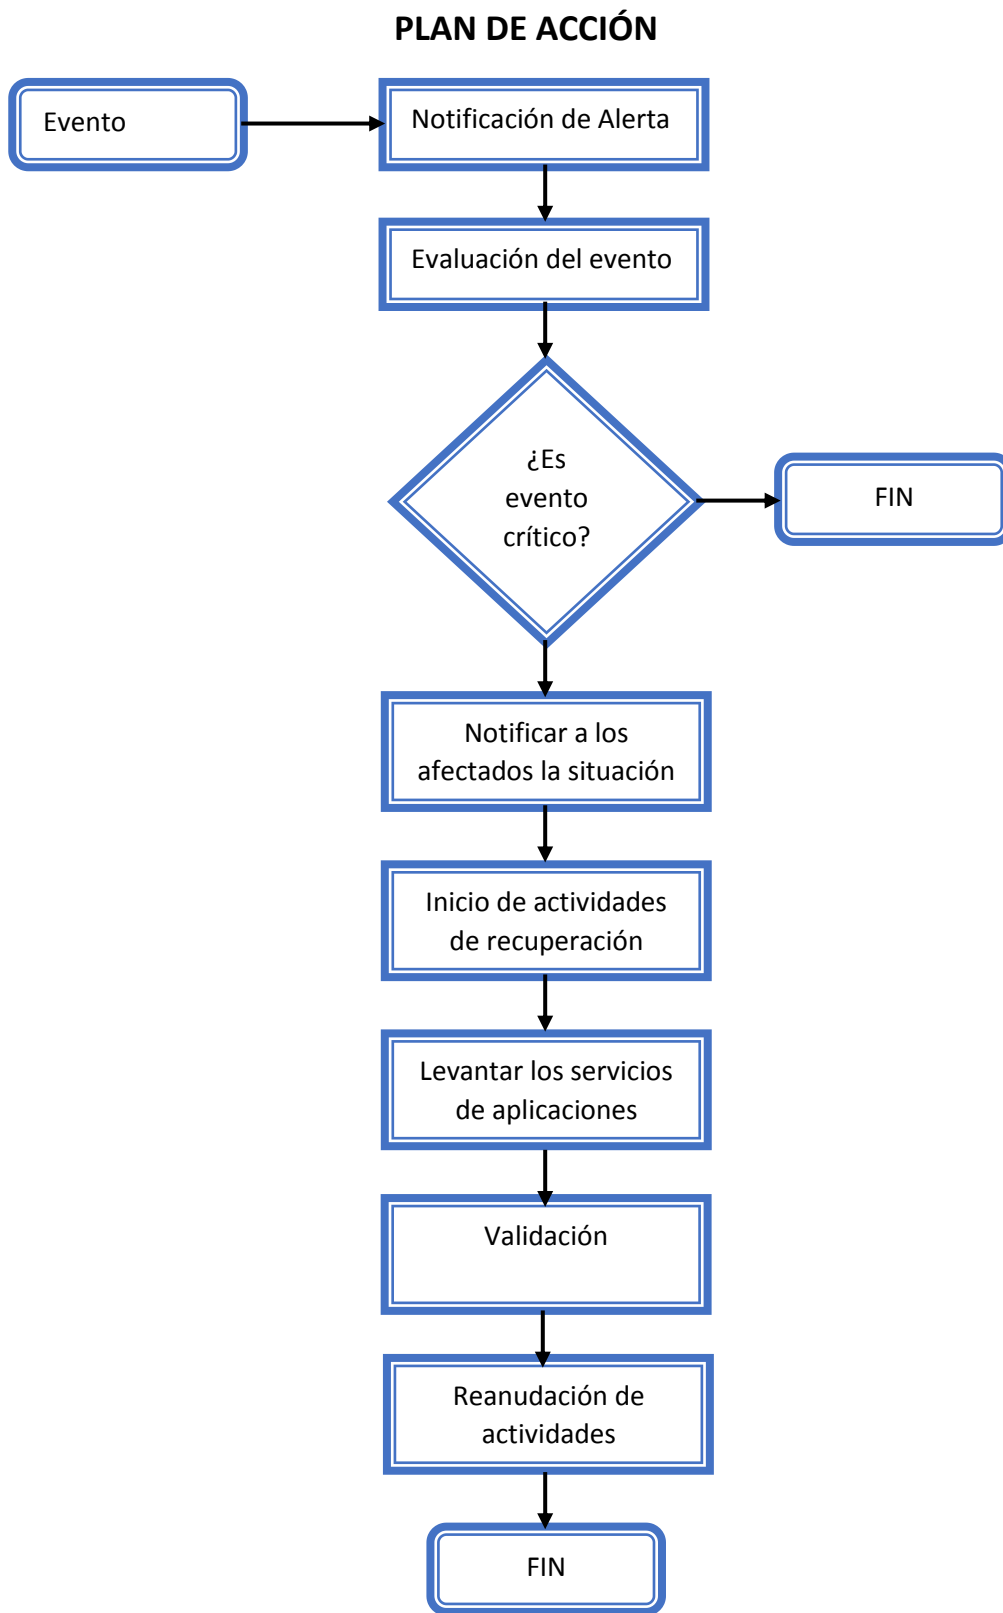 PLAN DE ACCIÓN
Evento
Notificación de Alerta
Evaluación del evento
¿Es
evento
crítico?
FIN
Notificar a los
afectados la situación
Inicio de actividades
de recuperación
Levantar los servicios
de aplicaciones
Validación
Reanudación de
actividades
FIN